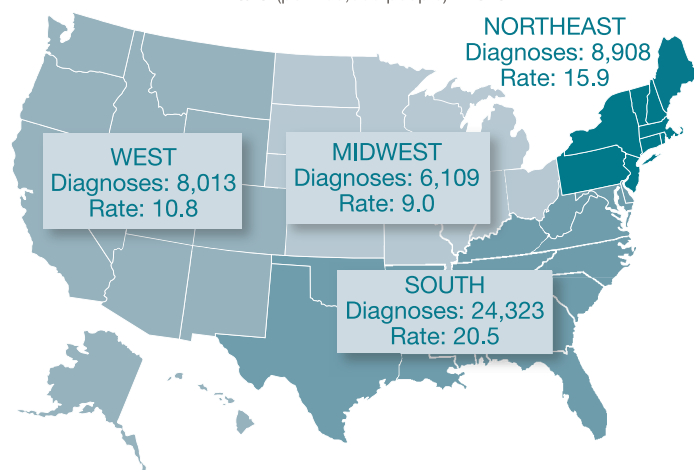 NORTHEAST
Diagnoses: 8,908
Rate: 15.9
WEST
Diagnoses: 8,013
Rate: 10.8
MIDWEST
Diagnoses: 6,109
Rate: 9.0
SOUTH
Diagnoses: 24,323
Rate: 20.5